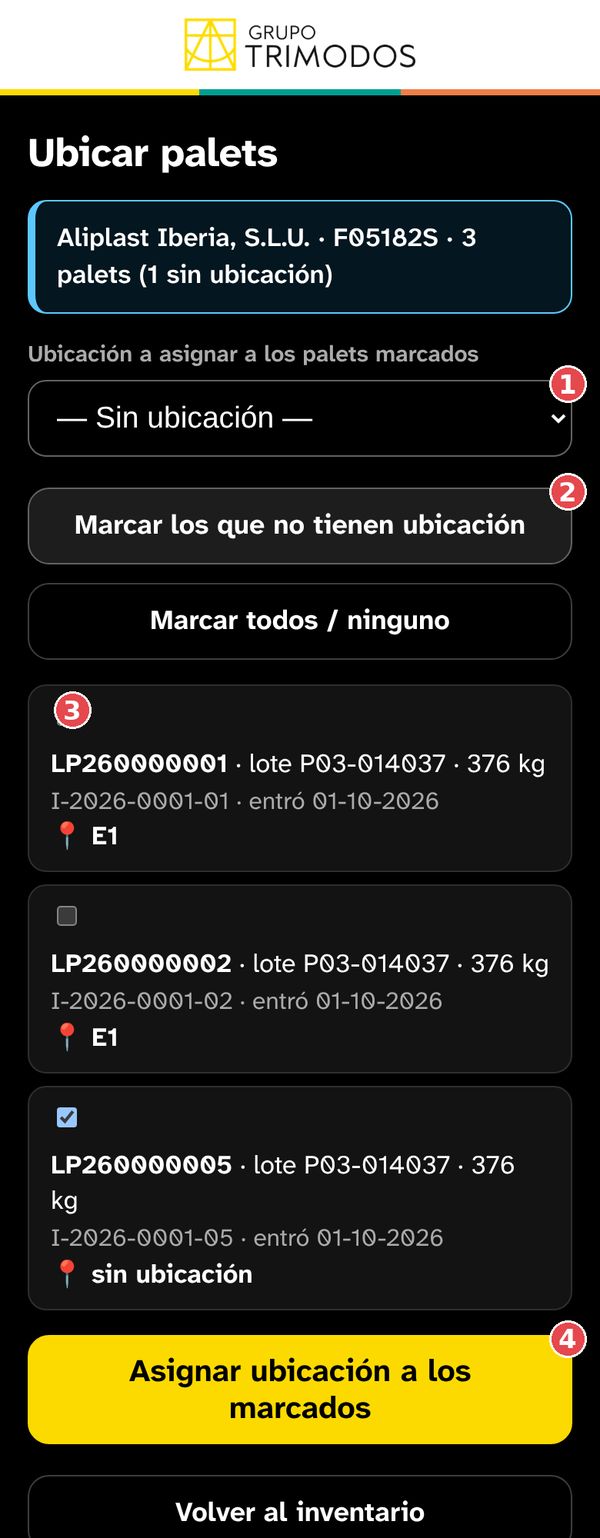 GRUPO
TRIMODOS
Ubicar palets
Aliplast Iberia, S.L.U. · F05182S · 3
palets (1 sin ubicación)
Ubicación a asignar a los palets marcados
1
— Sin ubicación —
2
Marcar los que no tienen ubicación
Marcar todos / ninguno
3
LP260000001 · lote P03-014037 · 376 kg
I-2026-0001-01 · entró 01-10-2026
📍 E1
LP260000002 · lote P03-014037 · 376 kg
I-2026-0001-02 · entró 01-10-2026
📍 E1
LP260000005 · lote P03-014037 · 376
kg
I-2026-0001-05 · entró 01-10-2026
📍 sin ubicación
4
Asignar ubicación a los
marcados
Volver al inventario